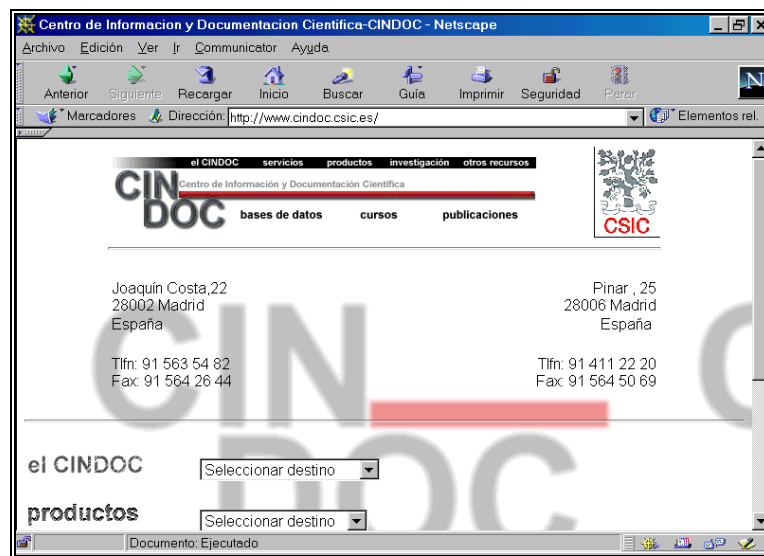 Centro de Informacion y Documentacion Cientifica-CINDOC - Netscape
Archivo Edición Ver Ir Communicator Ayuda
Anterior Siguiente Recargar Inicio Buscar Guía Imprimir Seguridad Parar
N
Marcadores Dirección: http://www.cindoc.csic.es/ Elementos rel.
el CINDOC servicios productos investigación otros recursos
CINDOC
Centro de Información y Documentación Científica
bases de datos cursos publicaciones
CSIC
Joaquín Costa,22
28002 Madrid
España
Tlfn: 91 563 54 82
Fax: 91 564 26 44
Pinar , 25
28006 Madrid
España
Tlfn: 91 411 22 20
Fax: 91 564 50 69
CIN
DOC
C
el CINDOC Seleccionar destino
productos Seleccionar destino
Documento: Ejecutado